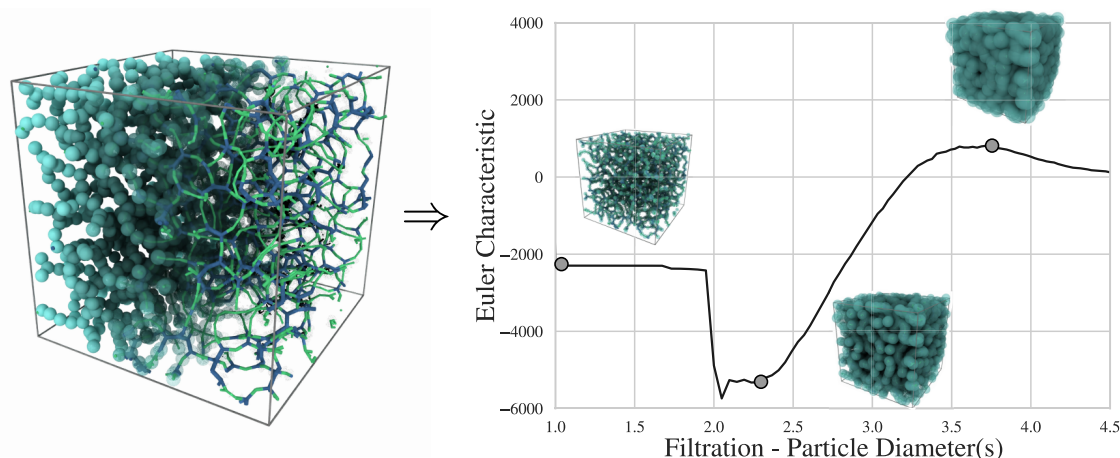 ⇒
Euler Characteristic
4000
2000
0
−2000
−4000
−6000
1.0 1.5 2.0 2.5 3.0 3.5 4.0 4.5
Filtration - Particle Diameter(s)